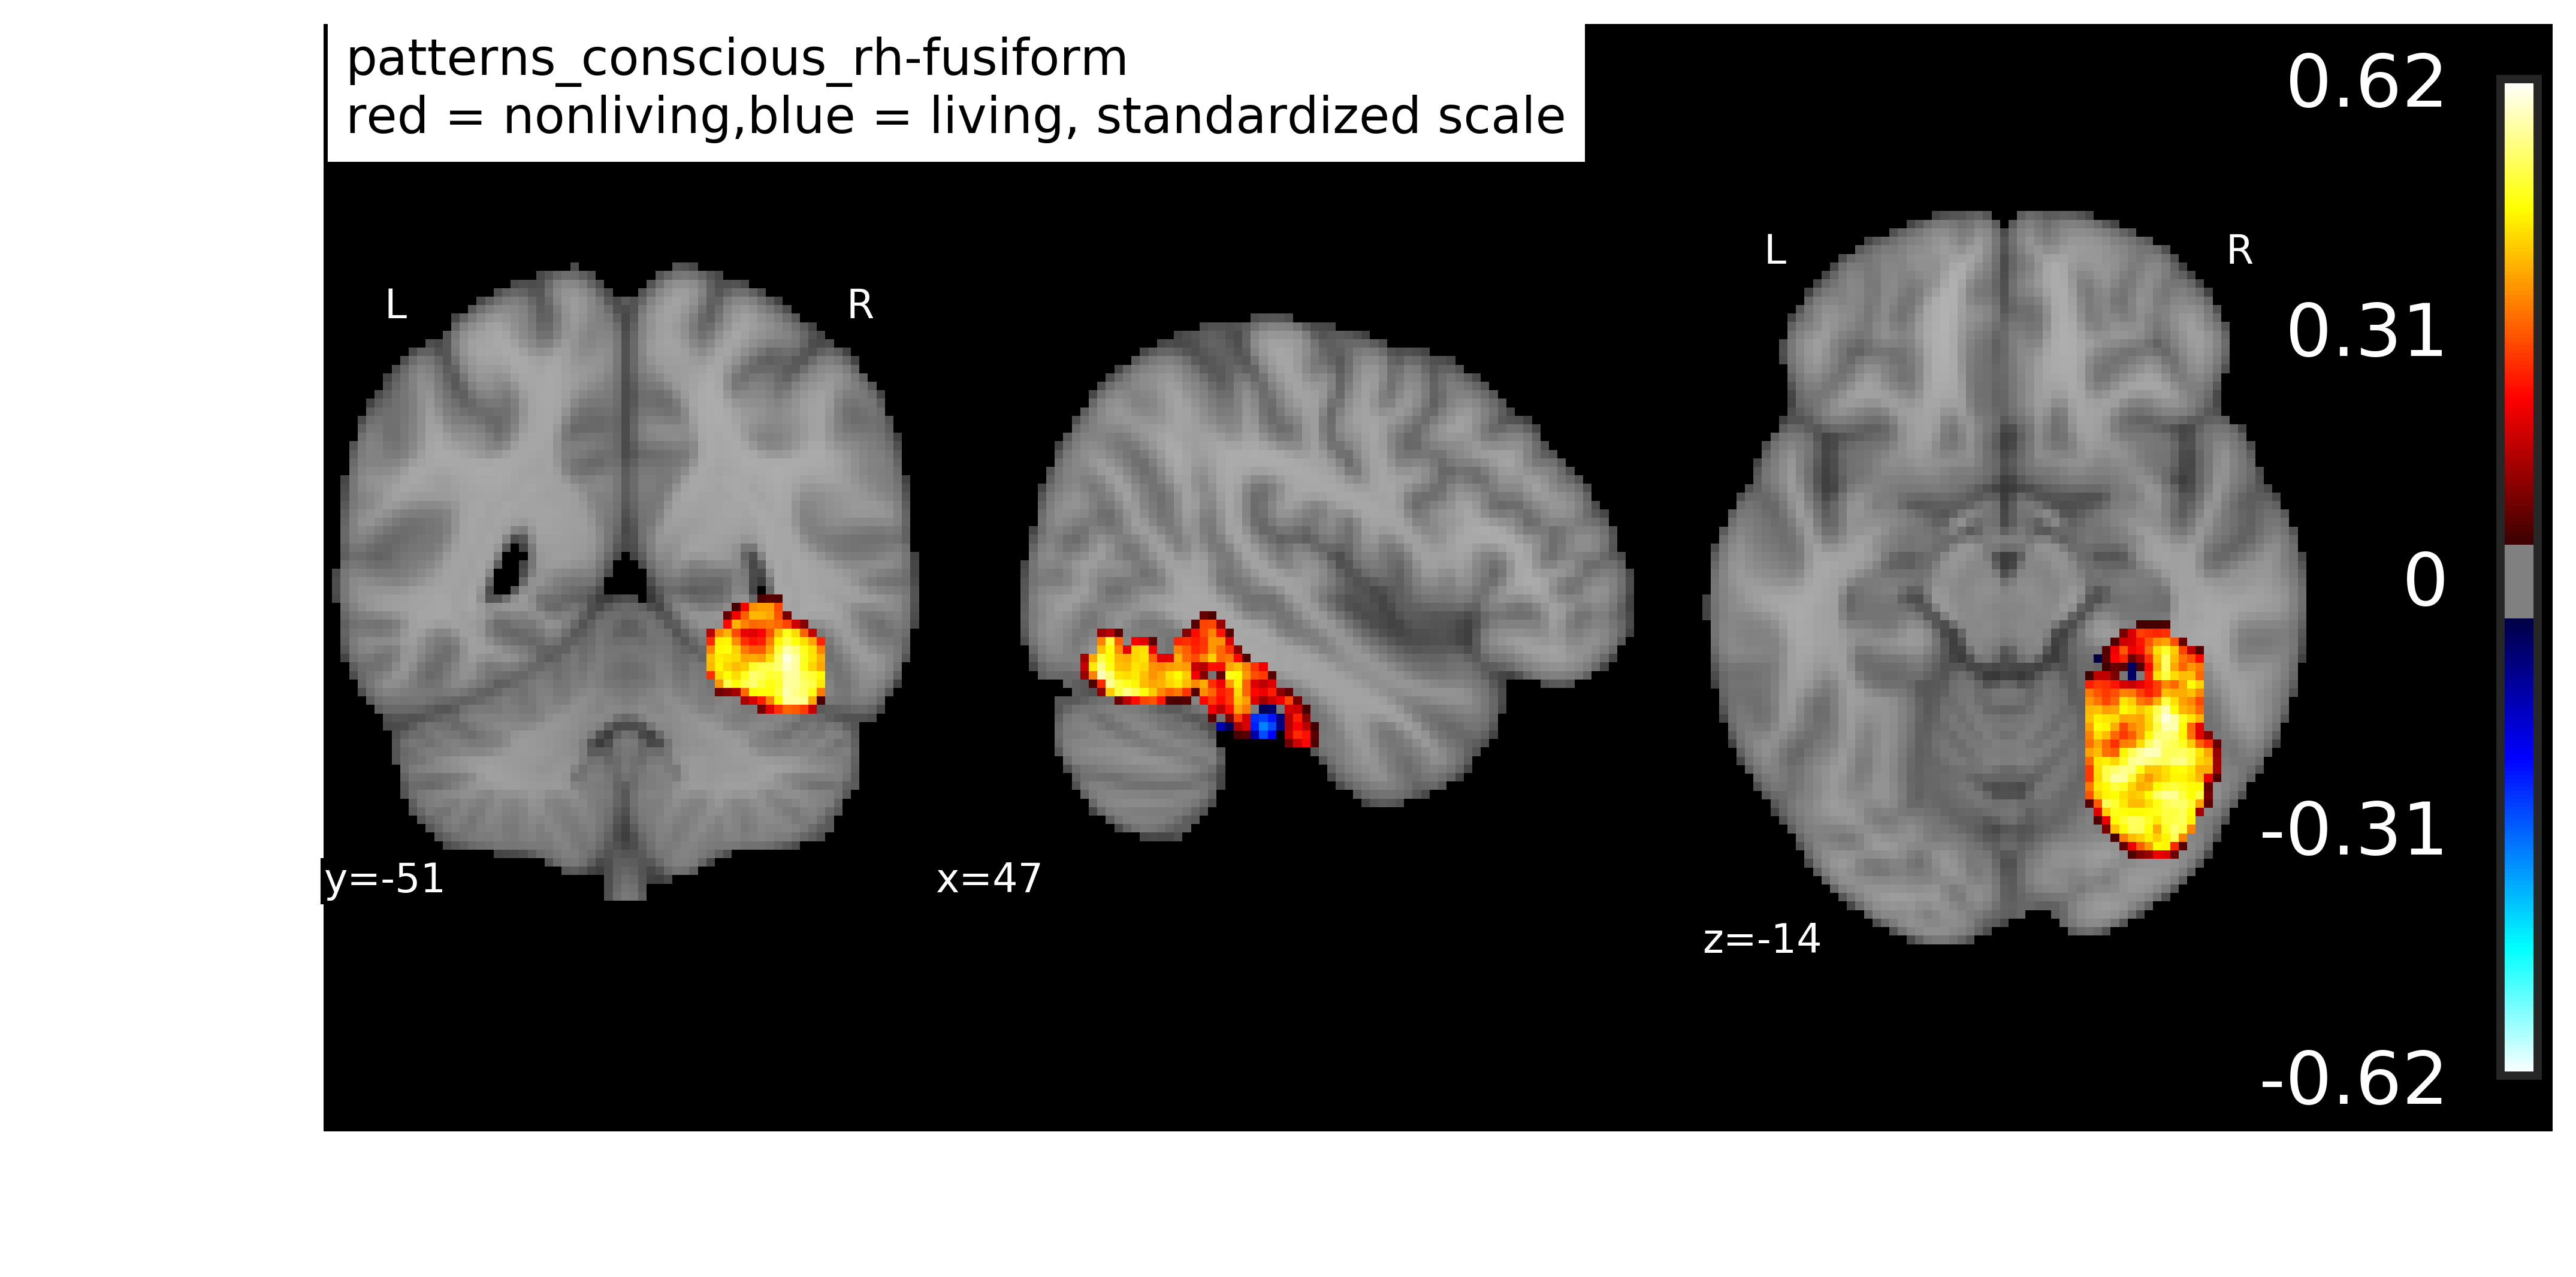 patterns_conscious_rh-fusiform
red = nonliving,blue = living, standardized scale
L
R
y=-51
x=47
L
R
z=-14
0.62
0.31
0
-0.31
-0.62